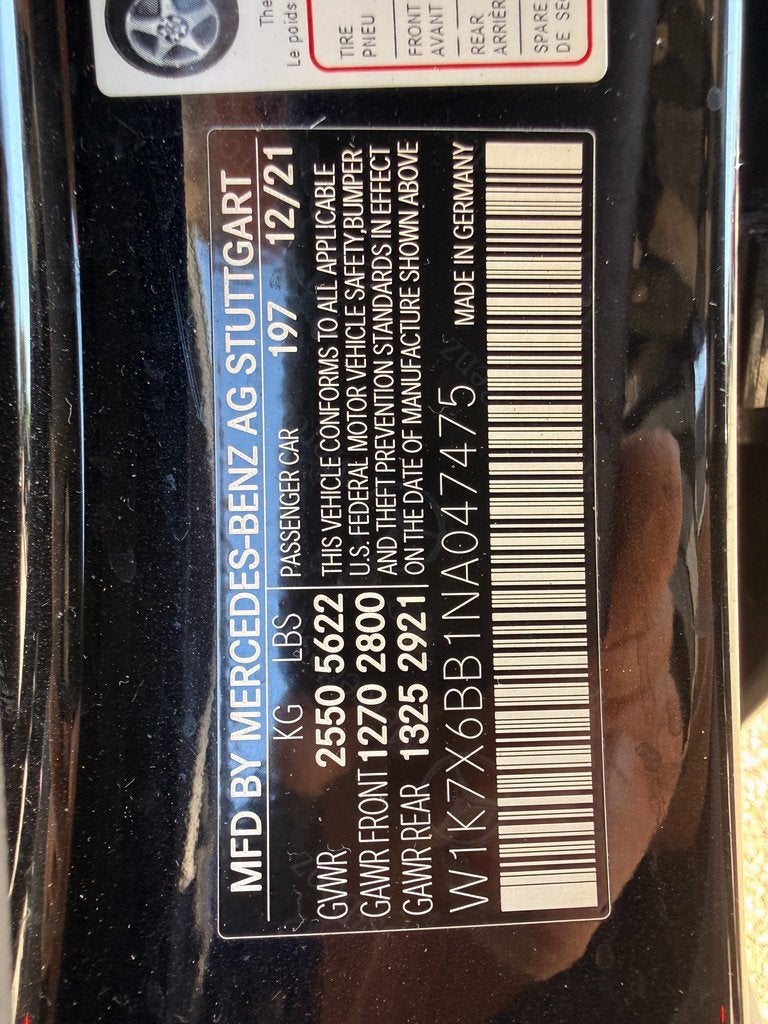 The
Le poids
TIRE
PNEU
FRONT
AVANT
REAR
SPARE
MFD BY MERCEDES-BENZ AG STUTTGART
KG LBS PASSENGER CAR 197 12/21
GVWR 2550 5622
GAWR FRONT 1270 2800
GAWR REAR 1325 2921
THIS VEHICLE CONFORMS TO ALL APPLICABLE
U.S. FEDERAL MOTOR VEHICLE SAFETY,BUMPER
AND THEFT PREVENTION STANDARDS IN EFFECT
ON THE DATE OF MANUFACTURE SHOWN ABOVE
W1K7X6BB1NA047475 MADE IN GERMANY